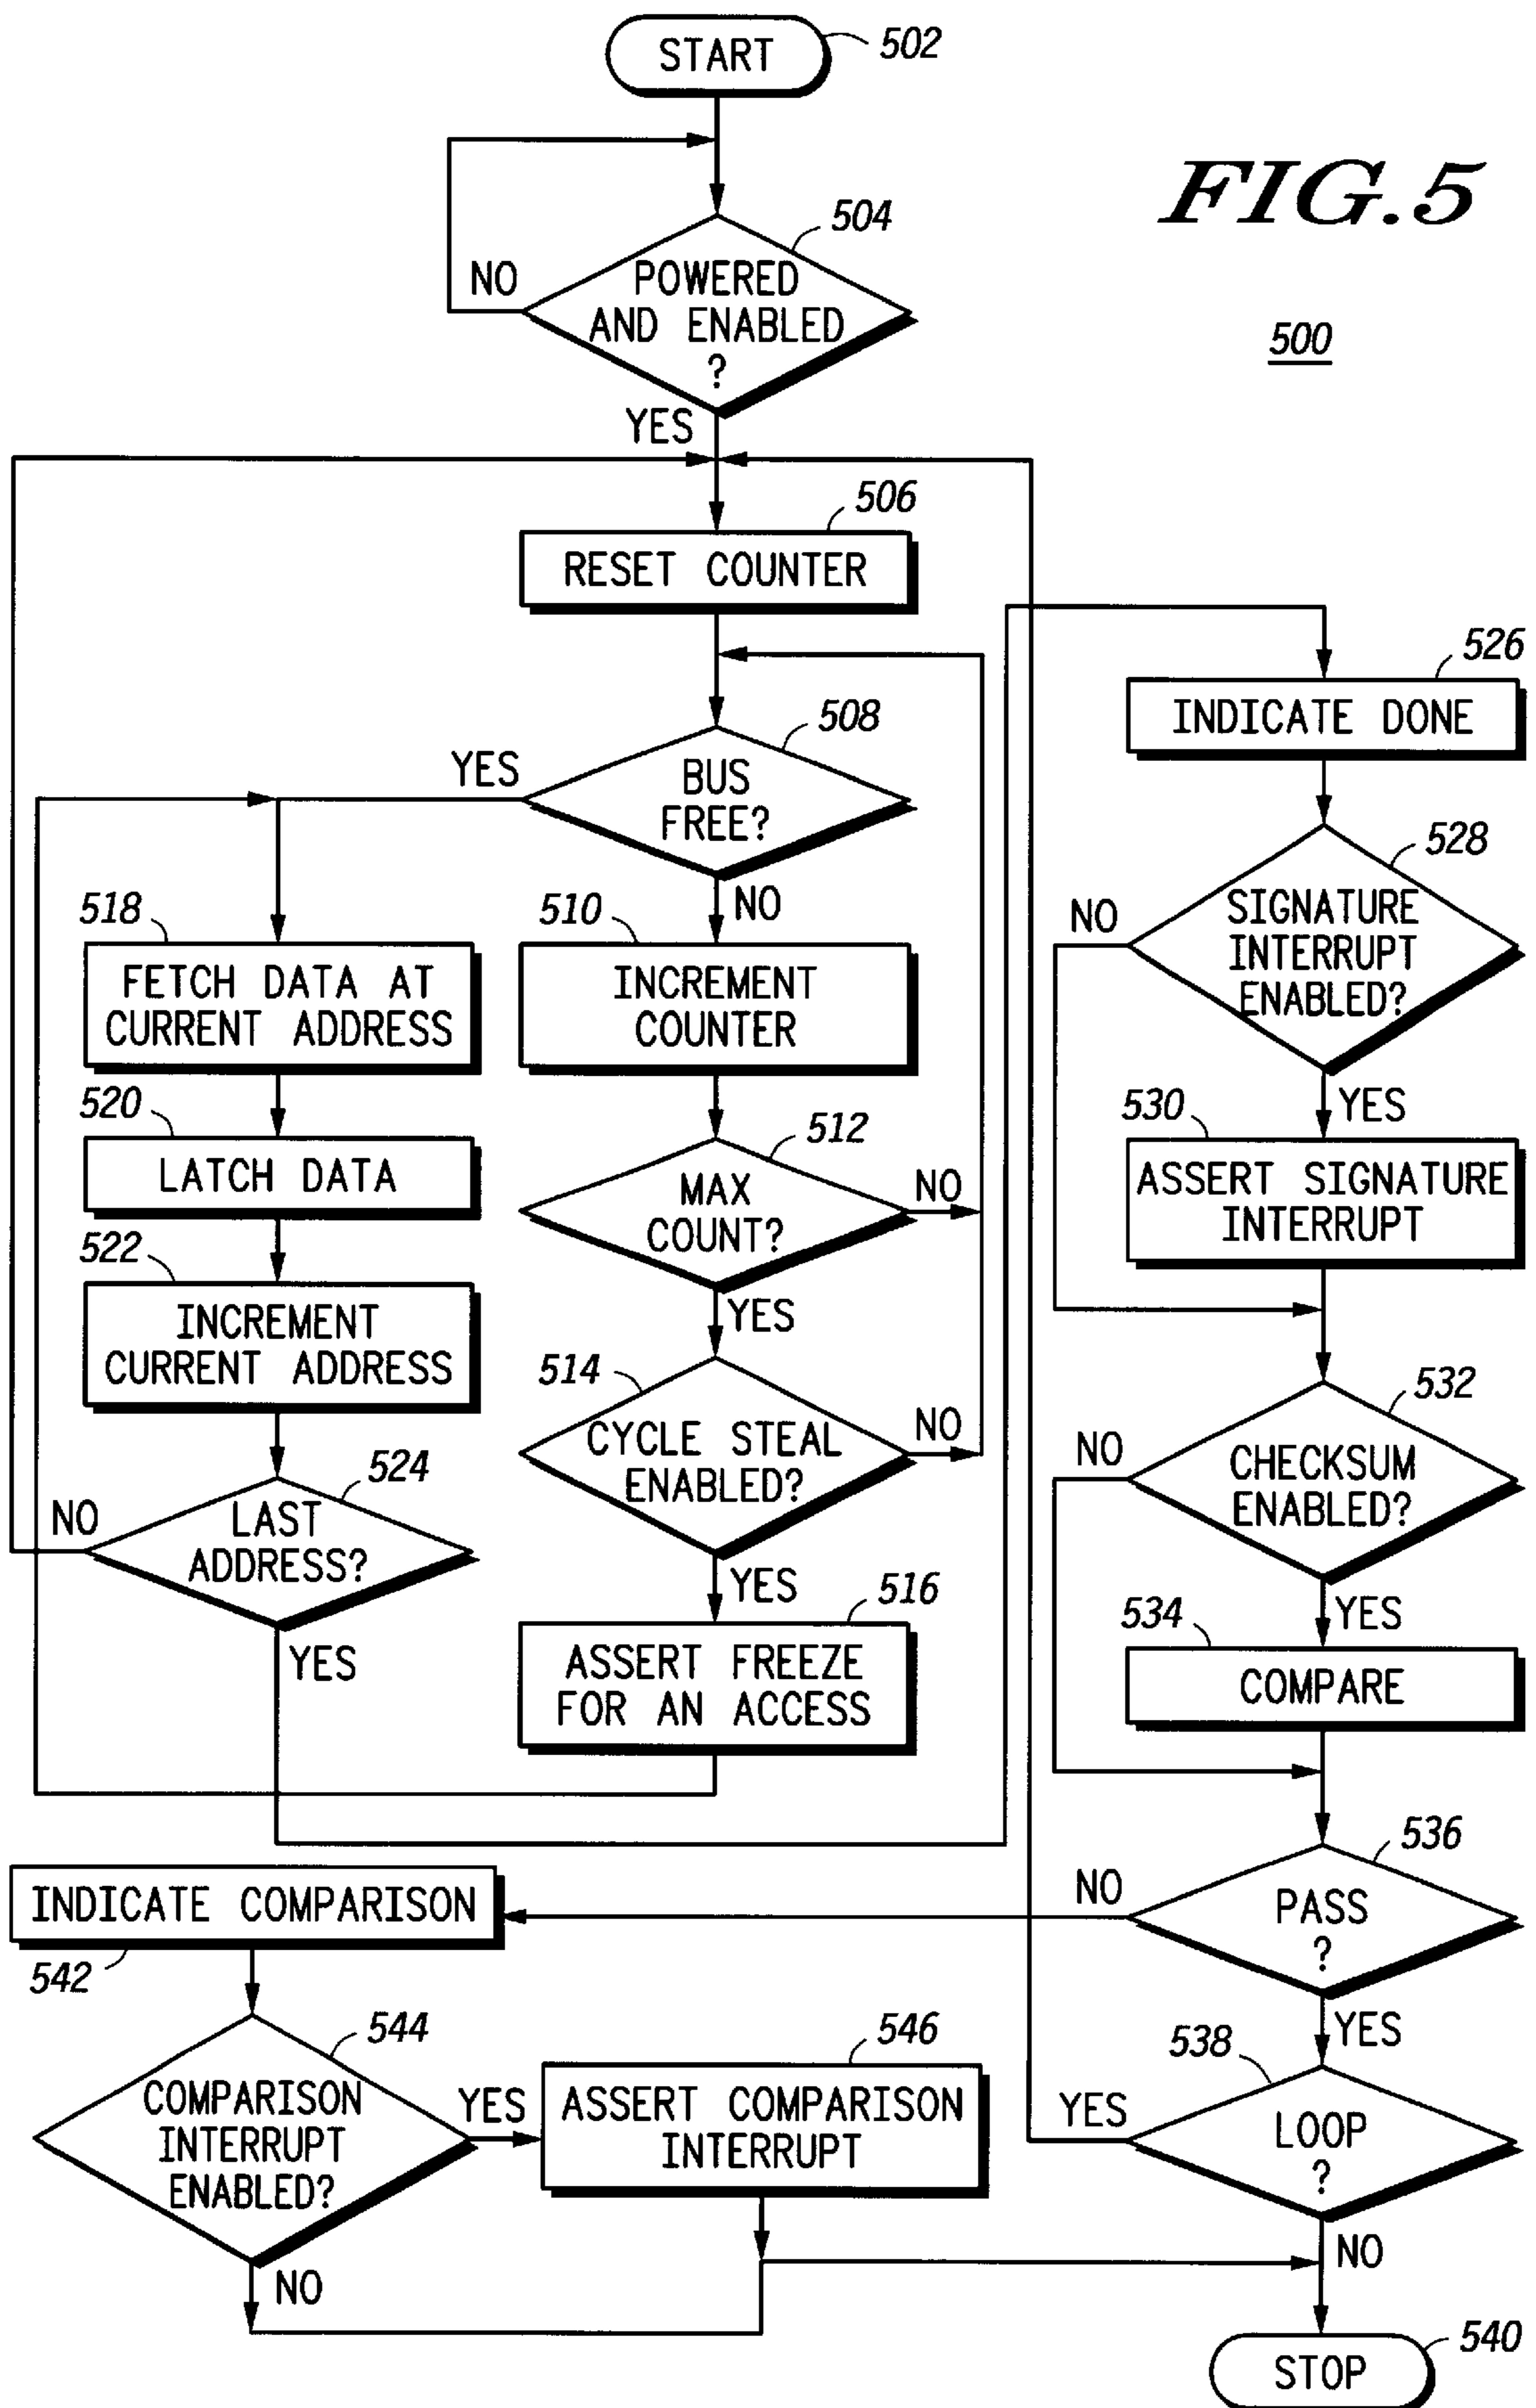 START
502
FIG.5
500
504
POWERED
AND ENABLED
?
NO
YES
506
RESET COUNTER
508
BUS
FREE?
YES
NO
510
INCREMENT
COUNTER
512
MAX
COUNT?
NO
YES
514
CYCLE STEAL
ENABLED?
NO
YES
516
ASSERT FREEZE
FOR AN ACCESS
518
FETCH DATA AT
CURRENT ADDRESS
520
LATCH DATA
522
INCREMENT
CURRENT ADDRESS
524
LAST
ADDRESS?
NO
YES
526
INDICATE DONE
528
SIGNATURE
INTERRUPT
ENABLED?
NO
YES
530
ASSERT SIGNATURE
INTERRUPT
532
CHECKSUM
ENABLED?
NO
YES
534
COMPARE
536
PASS
?
NO
YES
538
LOOP
?
YES
NO
INDICATE COMPARISON
542
544
COMPARISON
INTERRUPT
ENABLED?
YES
NO
546
ASSERT COMPARISON
INTERRUPT
540
STOP